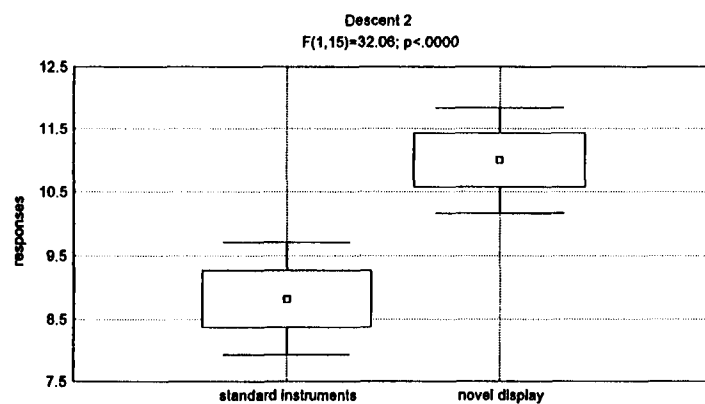 Descent 2
F(1,15)=32.06; p<.0000
12.5
11.5
10.5
9.5
8.5
7.5
responses
standard instruments
novel display